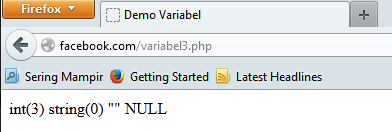 Firefox
Demo Variabel
facebook.com/variabel3.php
Sering Mampir Getting Started Latest Headlines
int(3) string(0) "" NULL